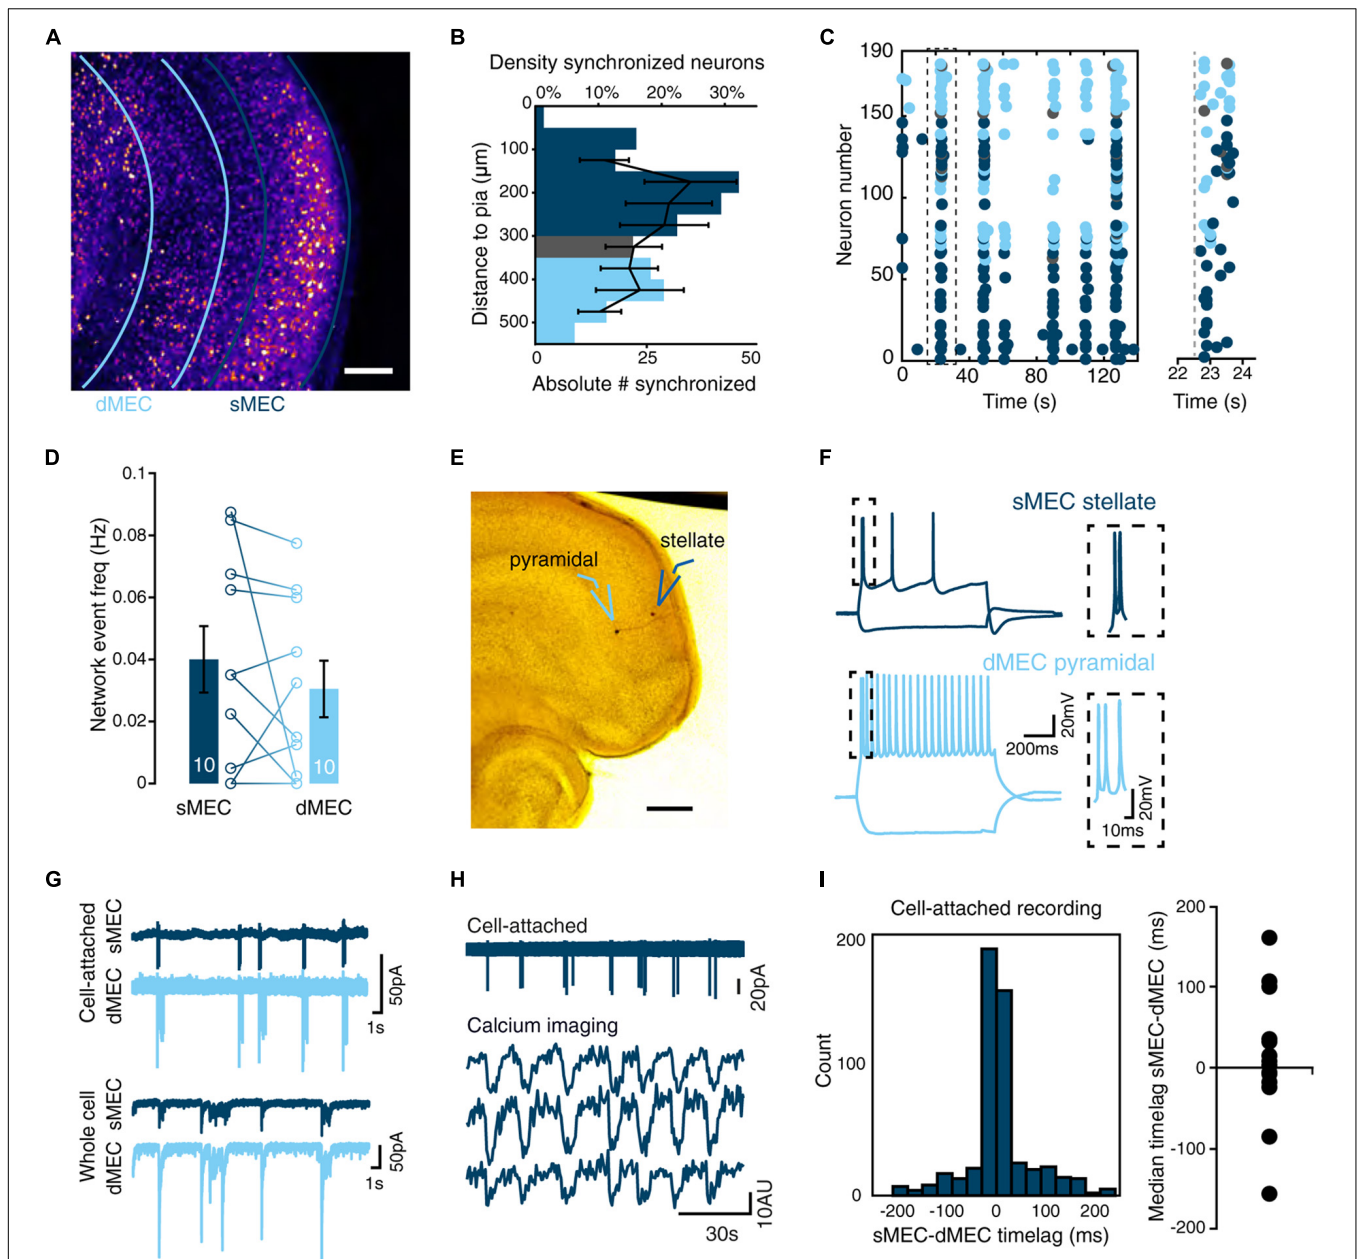 A
dMEC
sMEC
B
Density synchronized neurons
0 10% 20% 30%
0%
Distance to pia (µm)
0
100
200
300
400
500
0 25 50
Absolute # synchronized
C
Neuron number
190
150
100
50
0
0 40 80 120
Time (s)
22 23 24
Time (s)
D
Network event freq (Hz)
0.1
0.08
0.06
0.04
0.02
0
10
10
sMEC
dMEC
E
pyramidal
stellate
F
sMEC stellate
dMEC pyramidal
20mV
200ms
20mV
10ms
G
Cell-attached
sMEC
dMEC
50pA
1s
Whole cell
sMEC
dMEC
50pA
1s
H
Cell-attached
20pA
Calcium imaging
10AU
30s
I
Cell-attached recording
Count
200
100
0
-200 -100 0 100 200
sMEC-dMEC timelag (ms)
Median timelag sMEC-dMEC (ms)
200
100
0
-100
-200